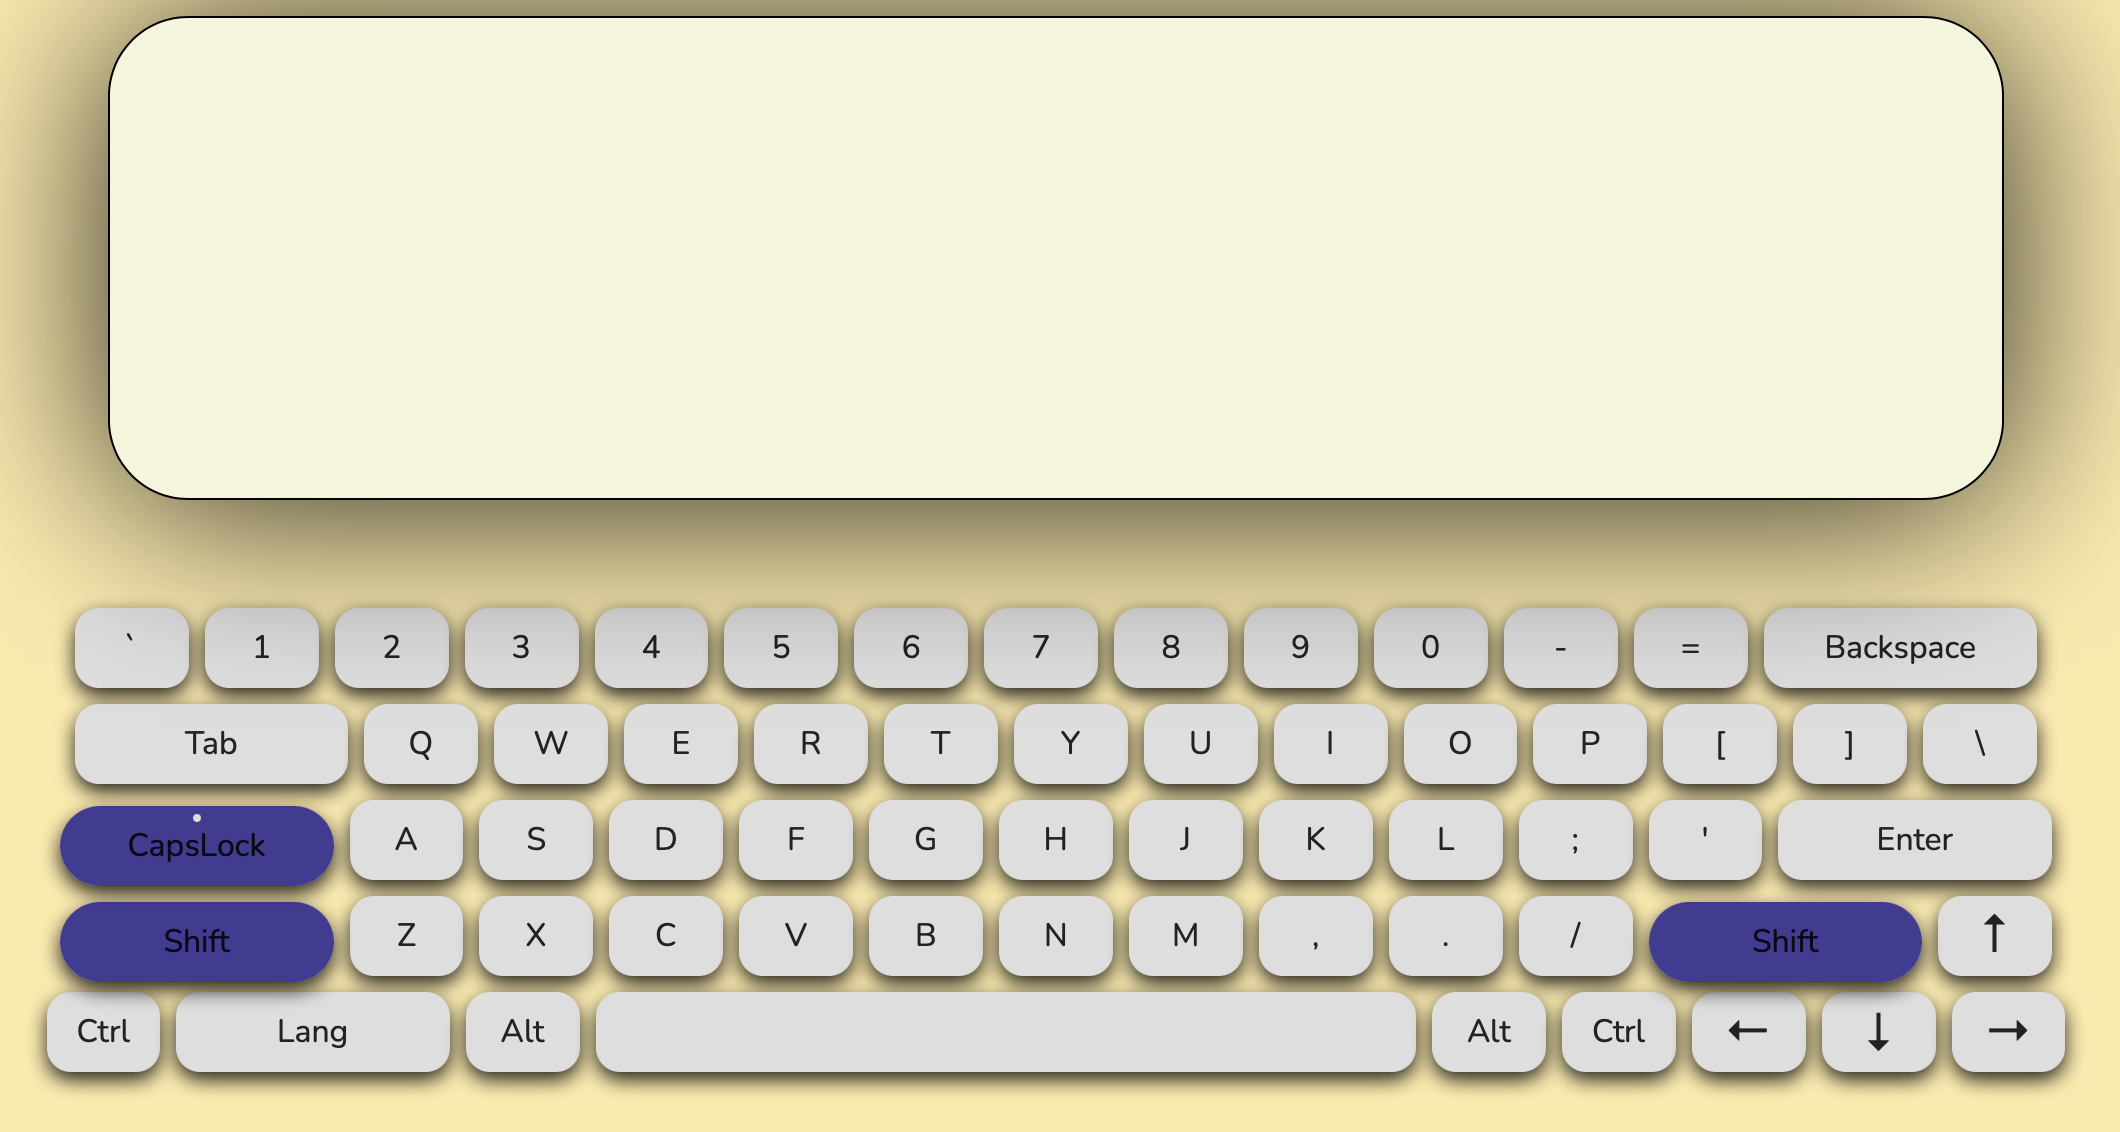 ` 1 2 3 4 5 6 7 8 9 0 - = Backspace
Tab Q W E R T Y U I O P [ ] \
CapsLock A S D F G H J K L ; ' Enter
Shift Z X C V B N M , . / Shift ↑
Ctrl Lang Alt Alt Ctrl ← ↓ →